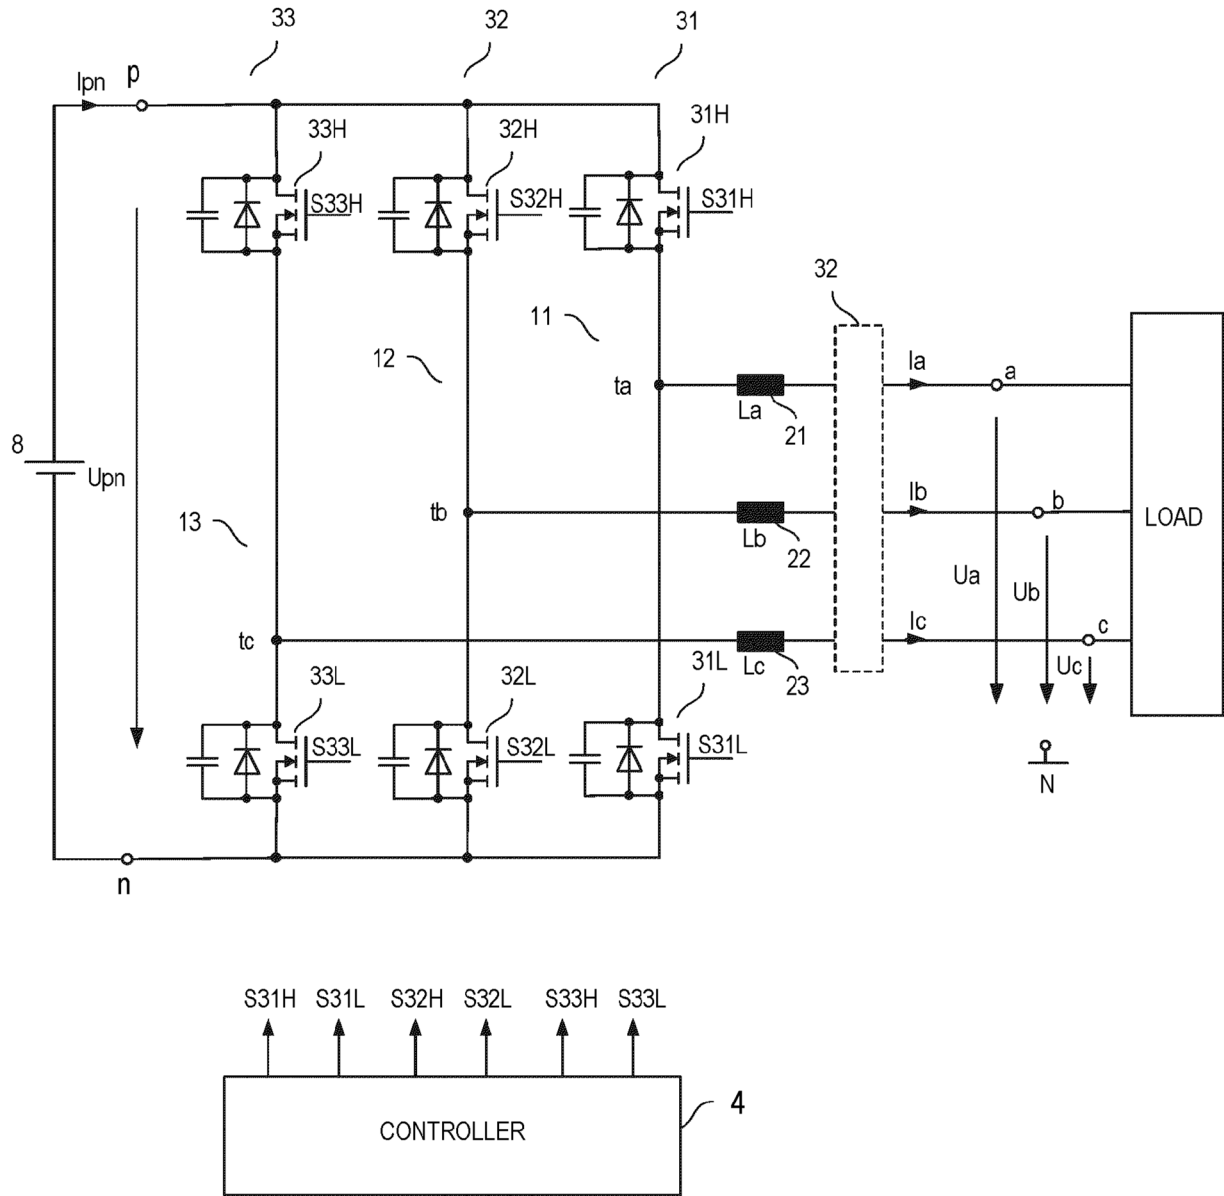 33
32
31
Ipn
p
33H
32H
31H
S33H
S32H
S31H
11
32
12
Ia
a
ta
La
21
8
Upn
13
tb
Lb
22
Ib
b
LOAD
Ua
Ub
tc
Lc
23
Ic
c
Uc
33L
32L
31L
S33L
S32L
S31L
N
n
S31H
S31L
S32H
S32L
S33H
S33L
CONTROLLER
4